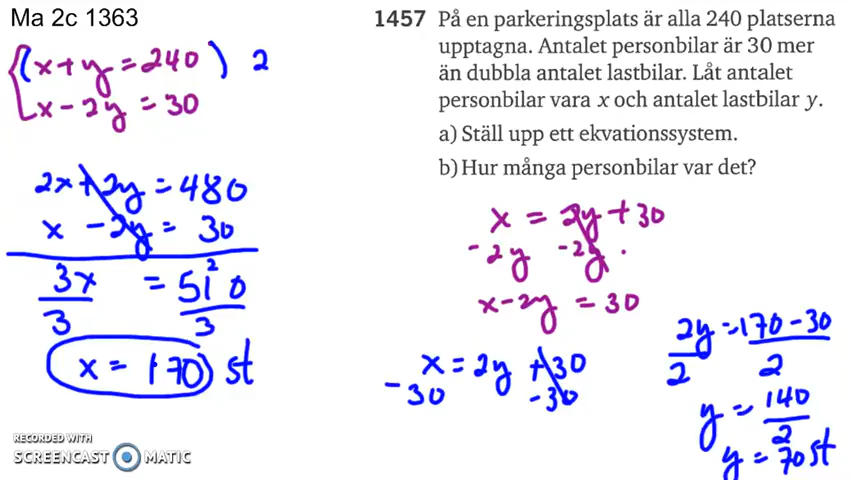 Ma 2c 1363
(x+y=240) 2
x-2y=30
2x+2y=480
x -2y= 30
3x = 51²0
3 3
x= 170 st
1457 På en parkeringsplats är alla 240 platserna
upptagna. Antalet personbilar är 30 mer
än dubbla antalet lastbilar. Låt antalet
personbilar vara x och antalet lastbilar y.
a) Ställ upp ett ekvationssystem.
b) Hur många personbilar var det?
x = 2y+30
-2y -2y
x-2y =30
x=2y +30
-30 -30
2y=170-30
2 2
y=140
2
y=70st
RECORDED WITH
SCREENCAST MATIC